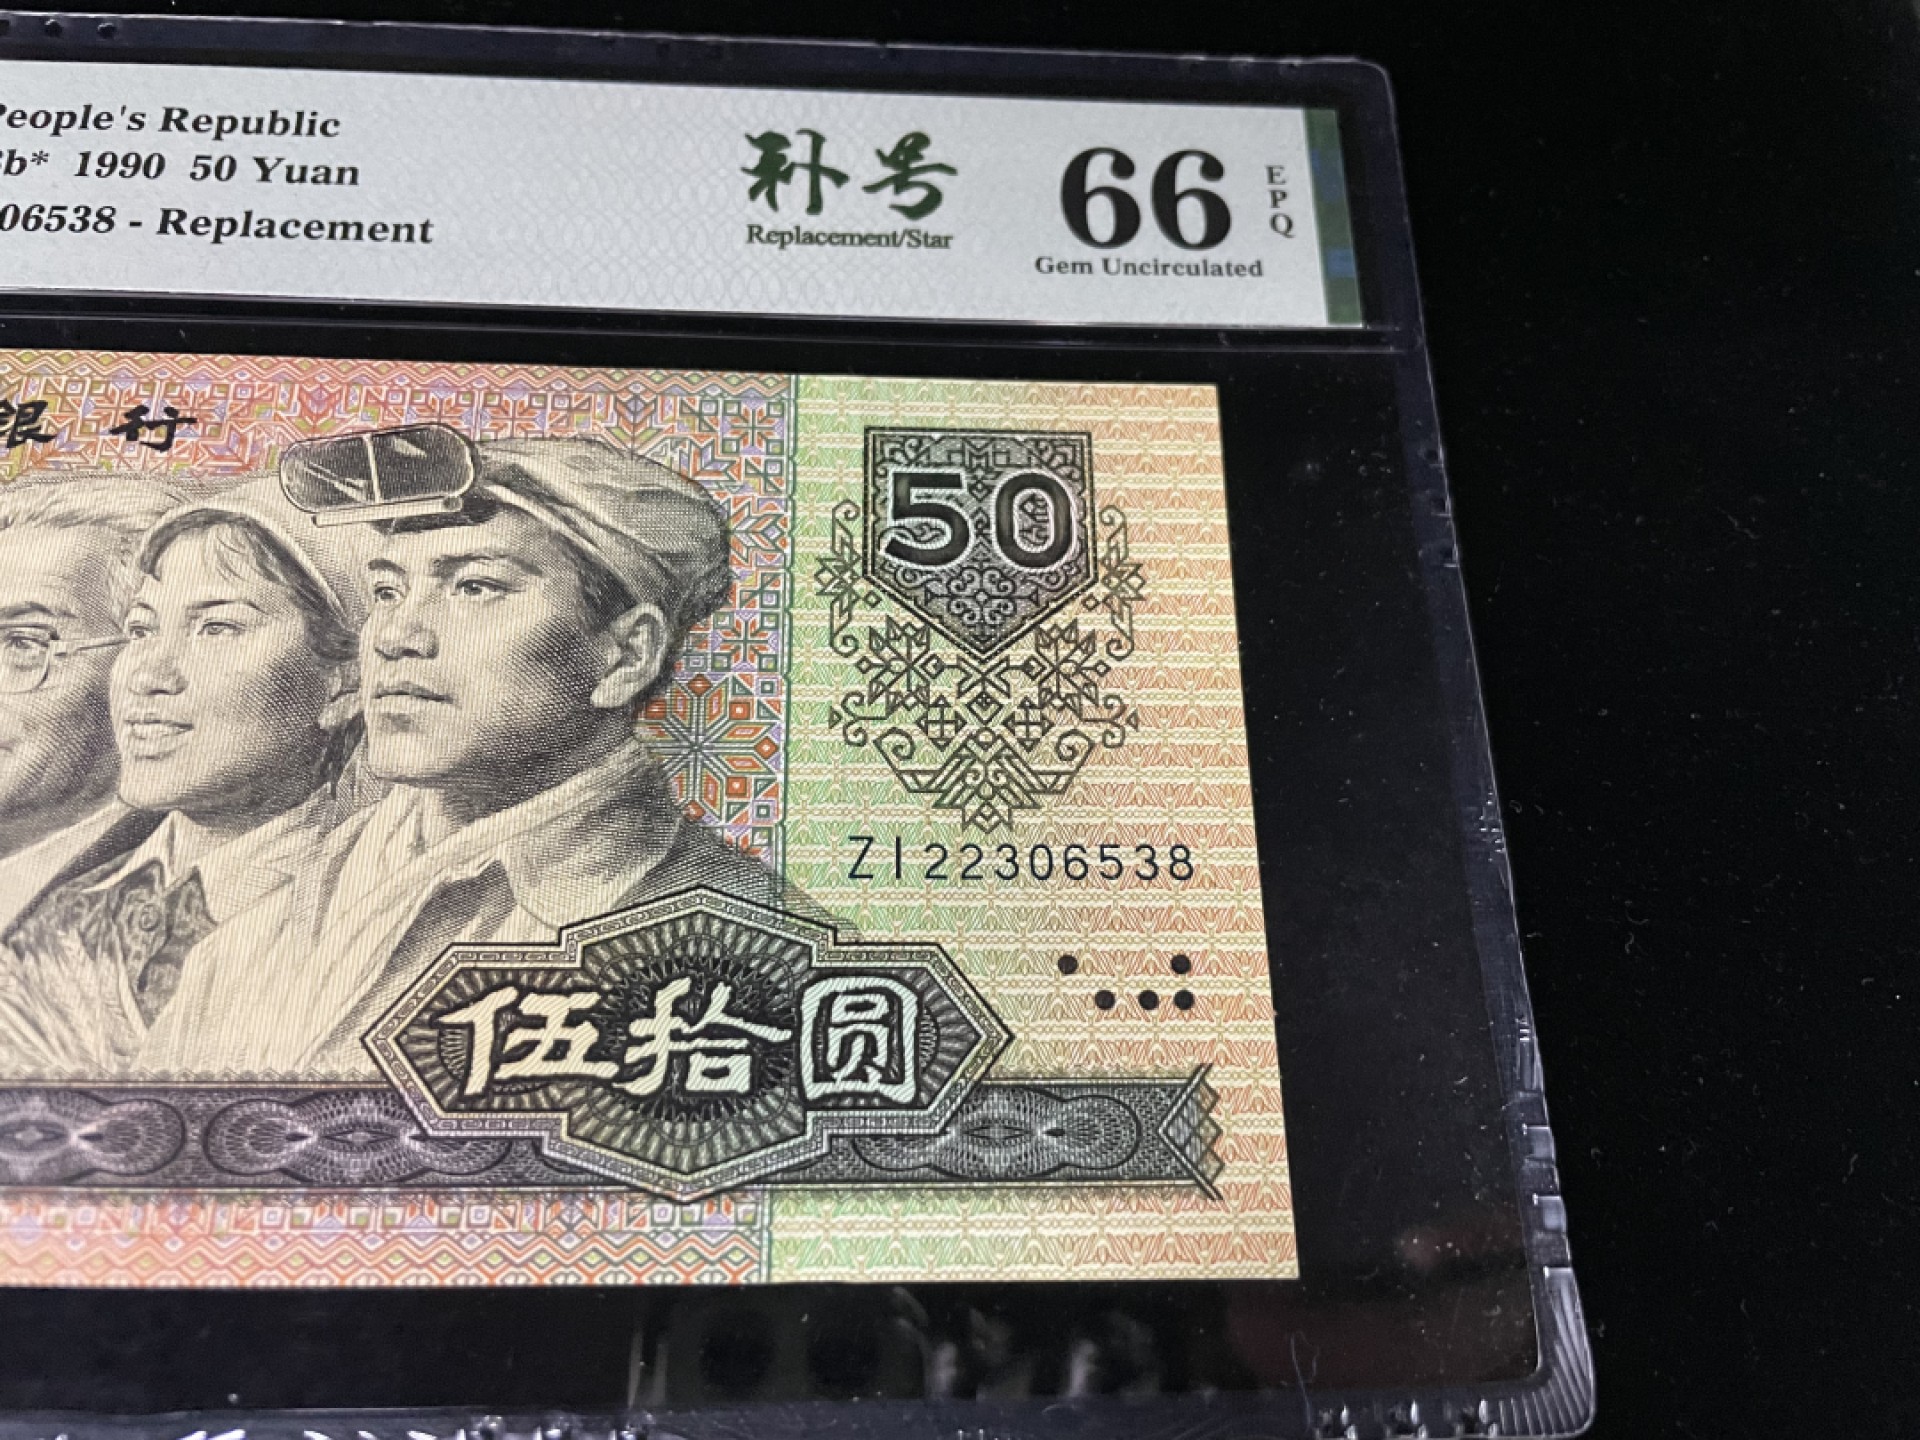 People's Republic
b* 1990 50 Yuan
06538 - Replacement
补号
Replacement/Star
66
EPQ
Gem Uncirculated
银行
50
ZI22306538
伍拾圆